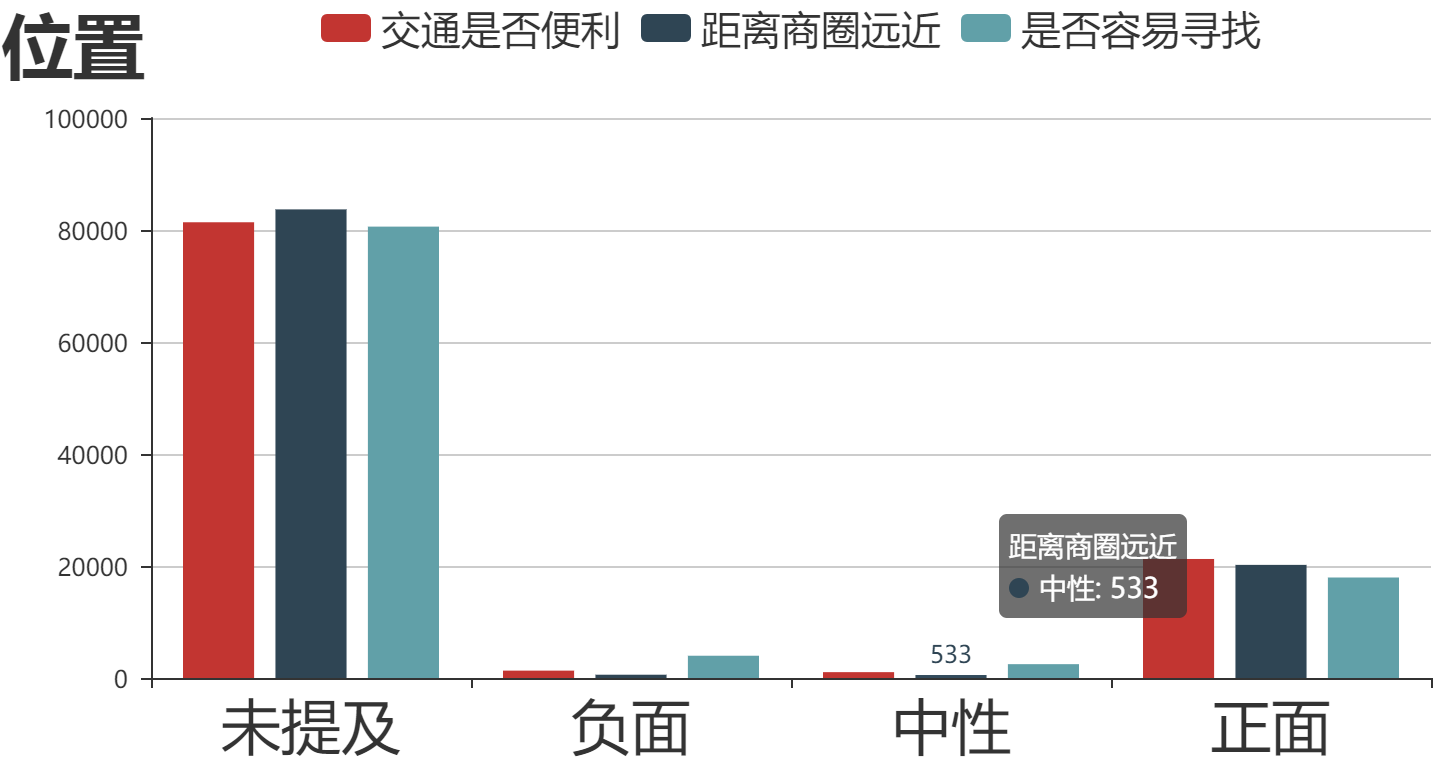 位置
交通是否便利 距离商圈远近 是否容易寻找
100000
80000
60000
40000
20000
0
距离商圈远近
中性: 533
533
未提及 负面 中性 正面